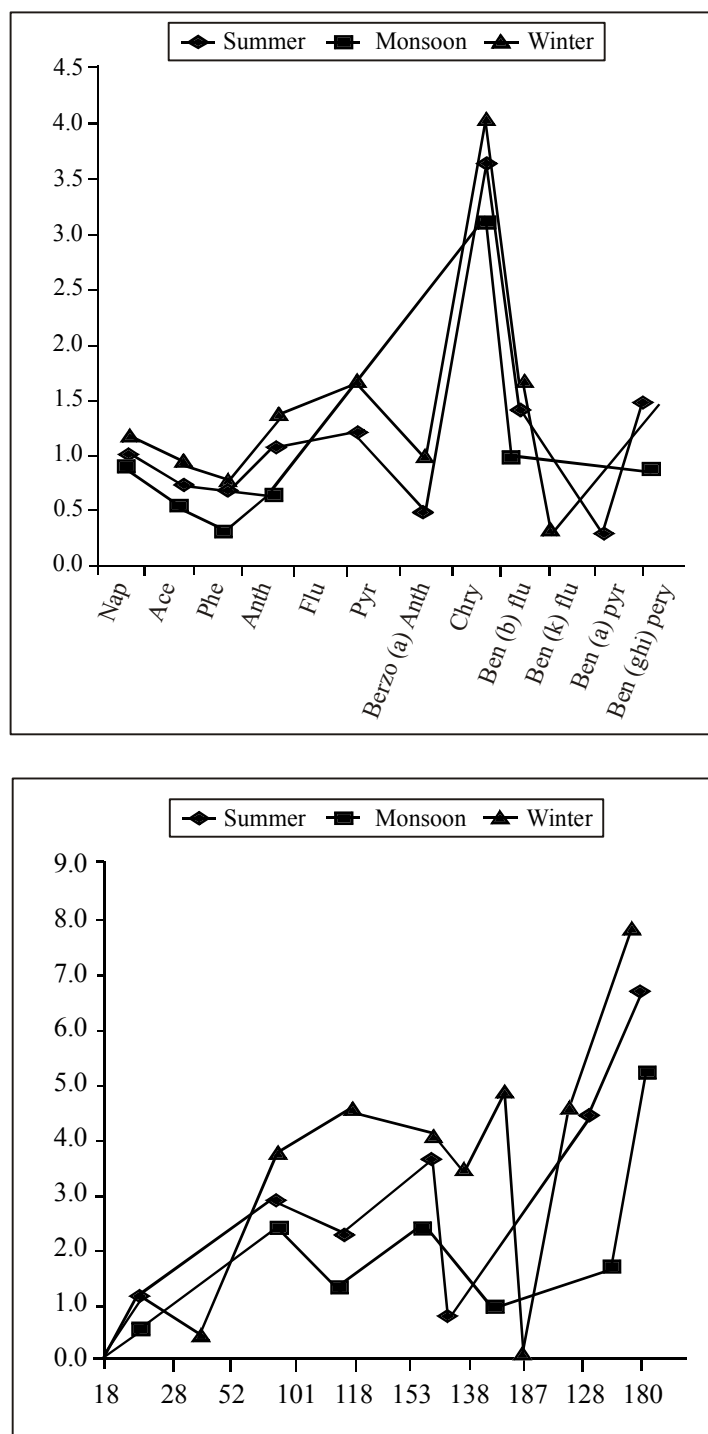 Summer Monsoon Winter
4.5
4.0
3.5
3.0
2.5
2.0
1.5
1.0
0.5
0.0
Nap
Ace
Phe
Anth
Flu
Pyr
Berzo (a) Anth
Chry
Ben (b) flu
Ben (k) flu
Ben (a) pyr
Ben (ghi) pery
Summer Monsoon Winter
9.0
8.0
7.0
6.0
5.0
4.0
3.0
2.0
1.0
0.0
18 28 52 101 118 153 138 187 128 180